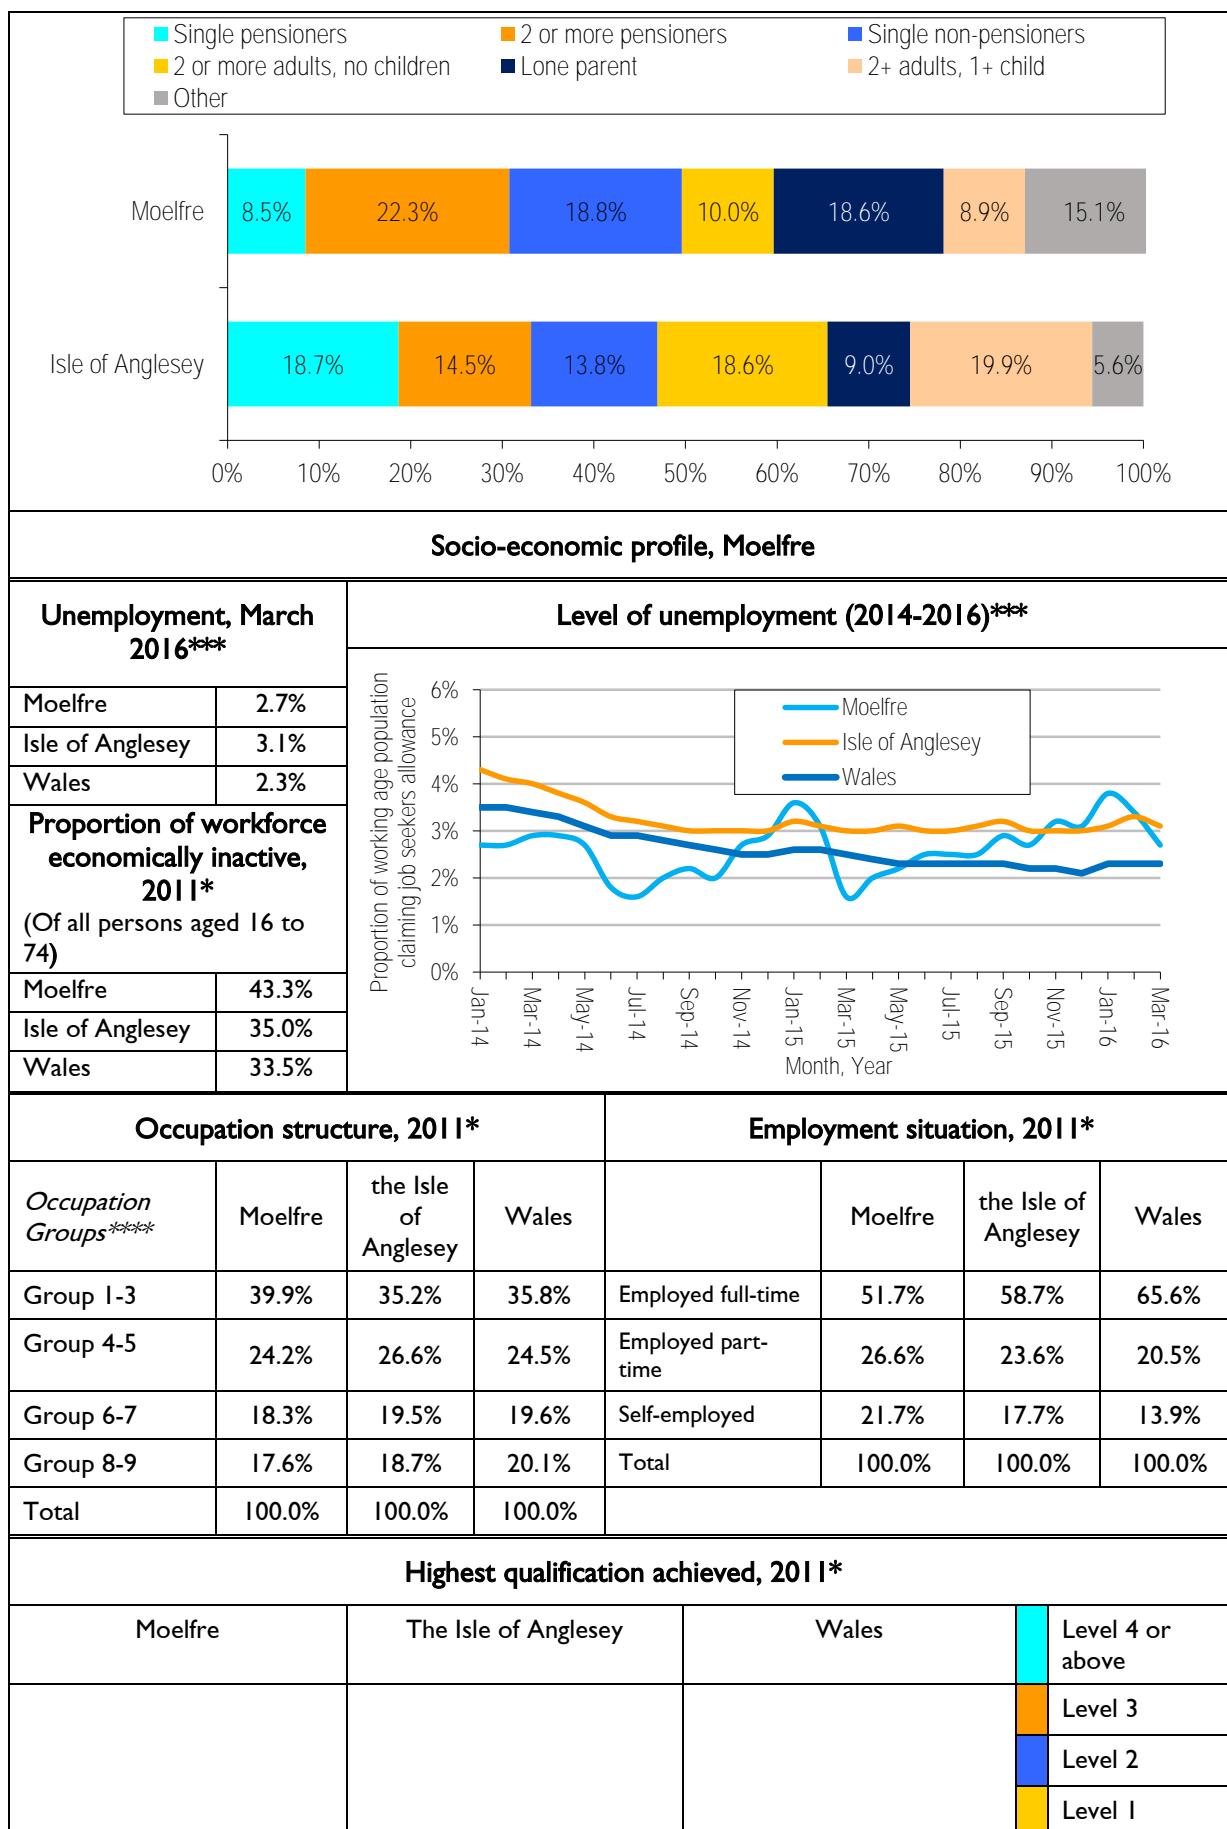 Single pensioners 2 or more pensioners Single non-pensioners
2 or more adults, no children Lone parent 2+ adults, 1+ child
Other
Moelfre 8.5% 22.3% 18.8% 10.0% 18.6% 8.9% 15.1%
Isle of Anglesey 18.7% 14.5% 13.8% 18.6% 9.0% 19.9% 5.6%
0% 10% 20% 30% 40% 50% 60% 70% 80% 90% 100%
Socio-economic profile, Moelfre
Unemployment, March
2016***
Moelfre 2.7%
Isle of Anglesey 3.1%
Wales 2.3%
Proportion of workforce
economically inactive,
2011*
(Of all persons aged 16 to
74)
Moelfre 43.3%
Isle of Anglesey 35.0%
Wales 33.5%
Level of unemployment (2014-2016)***
Proportion of working age population
claiming job seekers allowance
6%
5%
4%
3%
2%
1%
0%
Moelfre
Isle of Anglesey
Wales
Jan-14 Mar-14 May-14 Jul-14 Sep-14 Nov-14 Jan-15 Mar-15 May-15 Jul-15 Sep-15 Nov-15 Jan-16 Mar-16
Month, Year
Occupation structure, 2011*
Occupation
Groups****
Moelfre
the Isle
of
Anglesey
Wales
Group 1-3 39.9% 35.2% 35.8%
Group 4-5 24.2% 26.6% 24.5%
Group 6-7 18.3% 19.5% 19.6%
Group 8-9 17.6% 18.7% 20.1%
Total 100.0% 100.0% 100.0%
Employment situation, 2011*
Moelfre
the Isle of
Anglesey
Wales
Employed full-time 51.7% 58.7% 65.6%
Employed part-
time 26.6% 23.6% 20.5%
Self-employed 21.7% 17.7% 13.9%
Total 100.0% 100.0% 100.0%
Highest qualification achieved, 2011*
Moelfre The Isle of Anglesey Wales
Level 4 or
above
Level 3
Level 2
Level 1